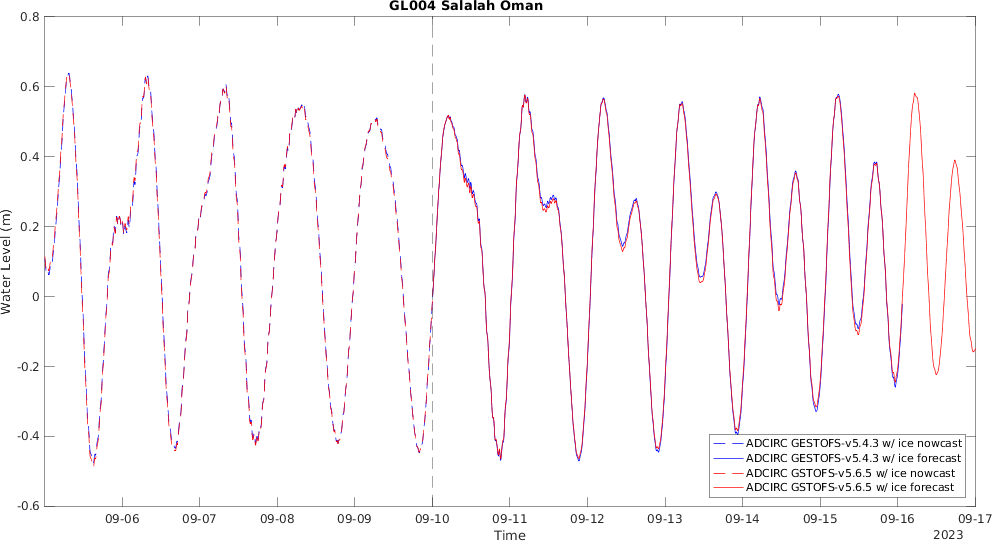 GL004 Salalah Oman
Water Level (m)
0.8
0.6
0.4
0.2
0
-0.2
-0.4
-0.6
ADCIRC GESTOFS-v5.4.3 w/ ice nowcast
ADCIRC GESTOFS-v5.4.3 w/ ice forecast
ADCIRC GSTOFS-v5.6.5 w/ ice nowcast
ADCIRC GSTOFS-v5.6.5 w/ ice forecast
09-06 09-07 09-08 09-09 09-10 09-11 09-12 09-13 09-14 09-15 09-16 09-17
Time
2023